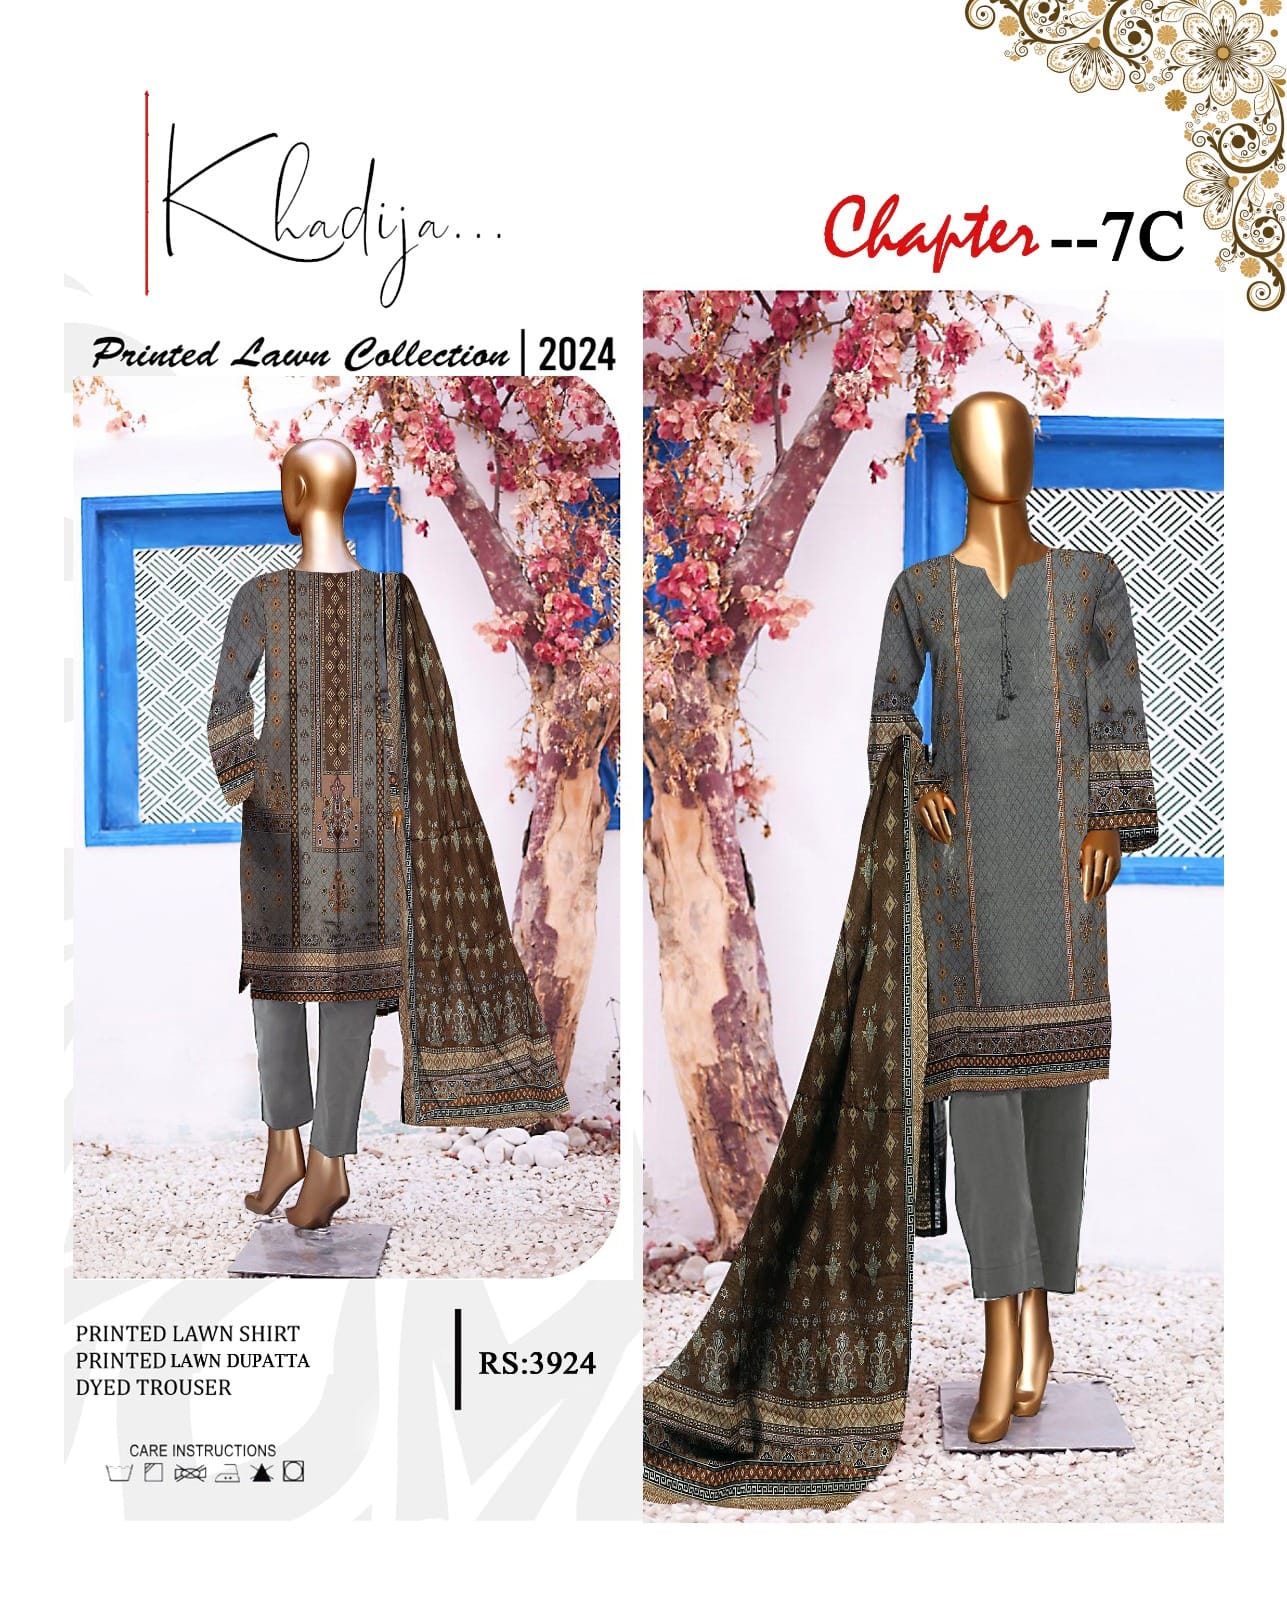 Khadija...
Chapter --7C
Printed Lawn Collection | 2024
PRINTED LAWN SHIRT
PRINTED LAWN DUPATTA
DYED TROUSER
RS:3924
CARE INSTRUCTIONS